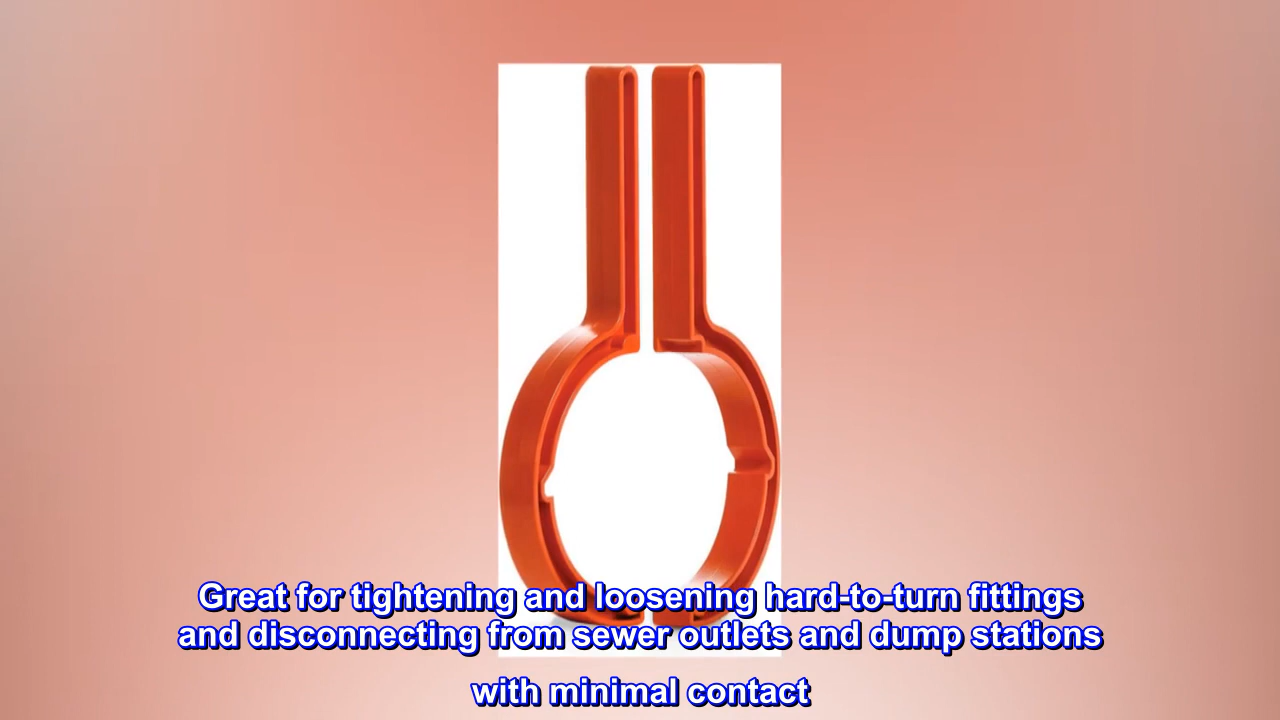 Great for tightening and loosening hard-to-turn fittings
and disconnecting from sewer outlets and dump stations
with minimal contact